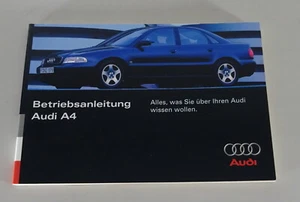 Betriebsanleitung
Audi A4
Alles, was Sie über Ihren Audi
wissen wollen.
Audi